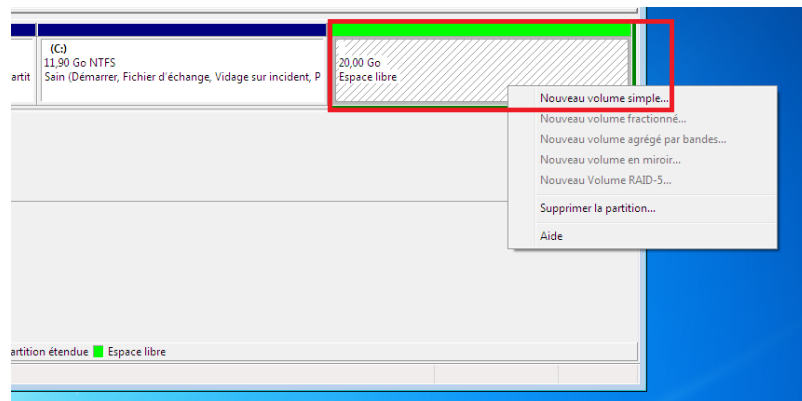 (C:)
11,90 Go NTFS
artit Sain (Démarrer, Fichier d'échange, Vidage sur incident, P
20,00 Go
Espace libre
Nouveau volume simple...
Nouveau volume fractionné...
Nouveau volume agrégé par bandes...
Nouveau volume en miroir...
Nouveau Volume RAID-5...
Supprimer la partition...
Aide
artition étendue Espace libre